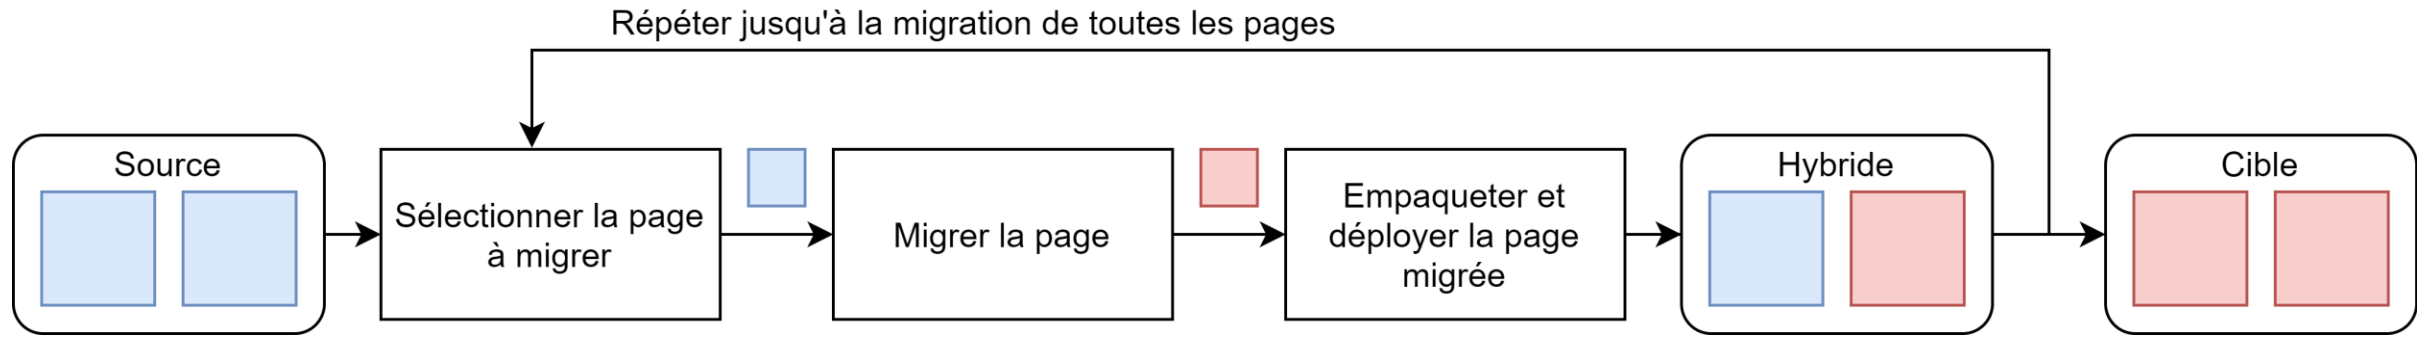 Répéter jusqu'à la migration de toutes les pages
Source
Sélectionner la page
à migrer
Migrer la page
Empaqueter et
déployer la page
migrée
Hybride
Cible